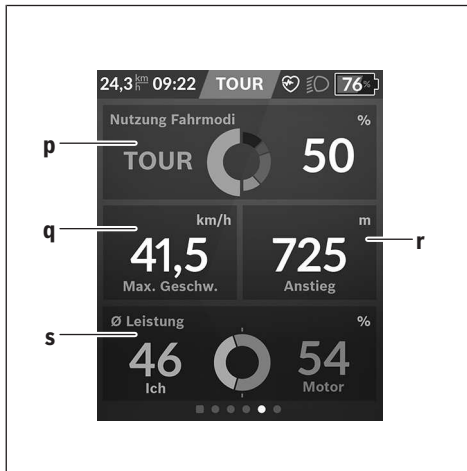 24,3 km/h 09:22 TOUR 76%
Nutzung Fahrmodi %
p
TOUR 50
q
km/h
41,5
Max. Geschw.
m
725
Anstieg
r
s
Ø Leistung %
46 54
Ich Motor